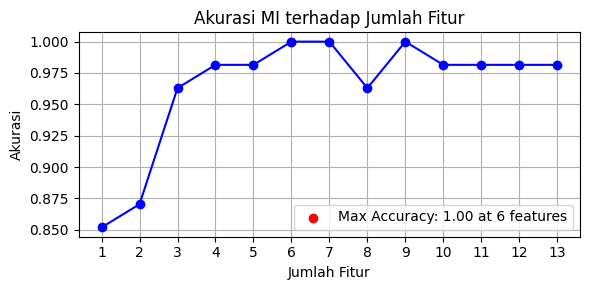 Akurasi MI terhadap Jumlah Fitur
Akurasi
1.000
0.975
0.950
0.925
0.900
0.875
0.850
Max Accuracy: 1.00 at 6 features
1 2 3 4 5 6 7 8 9 10 11 12 13
Jumlah Fitur